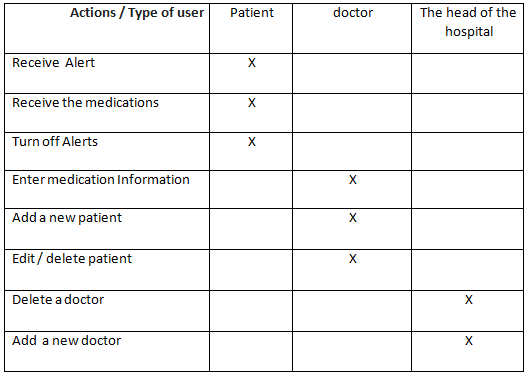 Actions / Type of user Patient doctor The head of the
hospital
Receive Alert X
Receive the medications X
Turn off Alerts X
Enter medication Information X
Add a new patient X
Edit / delete patient X
Delete a doctor X
Add a new doctor X